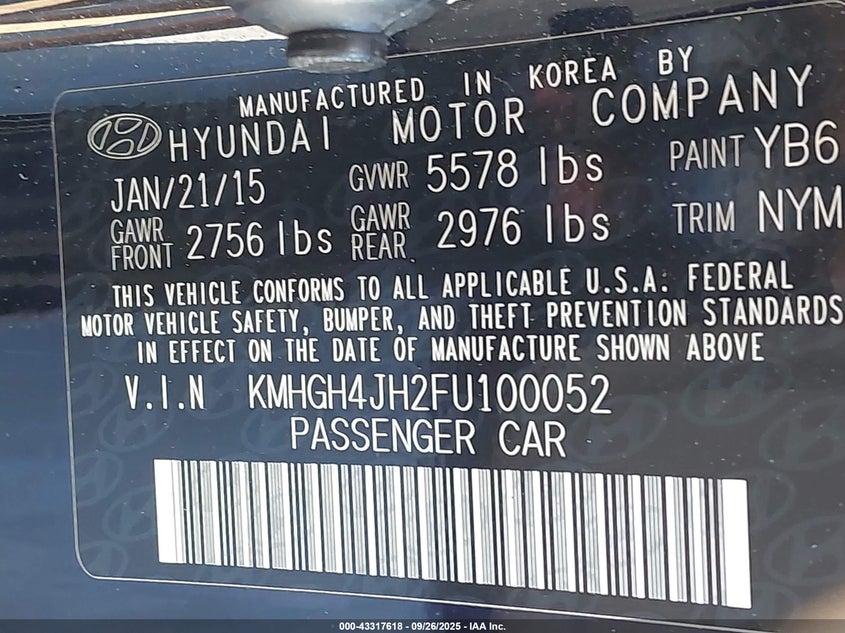 MANUFACTURED IN KOREA BY
HYUNDAI MOTOR COMPANY
JAN/21/15 GVWR 5578 lbs PAINT YB6
GAWR FRONT 2756 lbs GAWR REAR 2976 lbs TRIM NYM
THIS VEHICLE CONFORMS TO ALL APPLICABLE U.S.A. FEDERAL
MOTOR VEHICLE SAFETY, BUMPER, AND THEFT PREVENTION STANDARDS
IN EFFECT ON THE DATE OF MANUFACTURE SHOWN ABOVE
V.I.N KMHGH4JH2FU100052
PASSENGER CAR
000-43317618 - 09/26/2025 - IAA Inc.